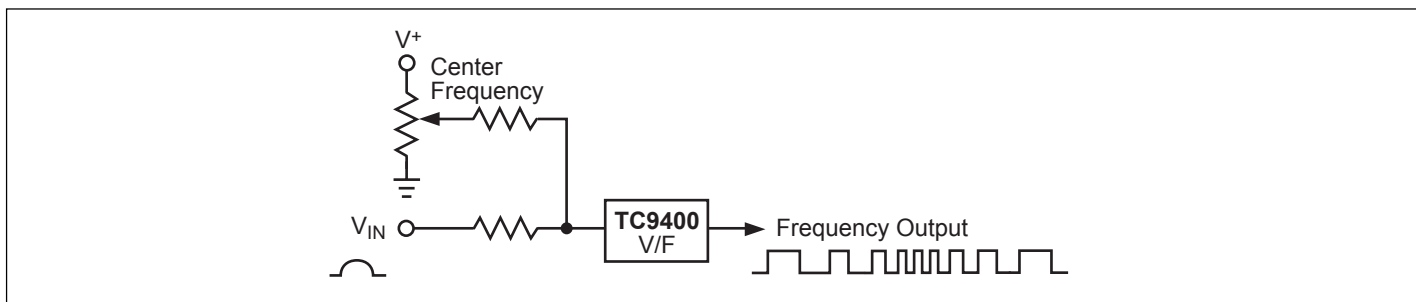 V+
Center
Frequency
VIN
TC9400
V/F
Frequency Output